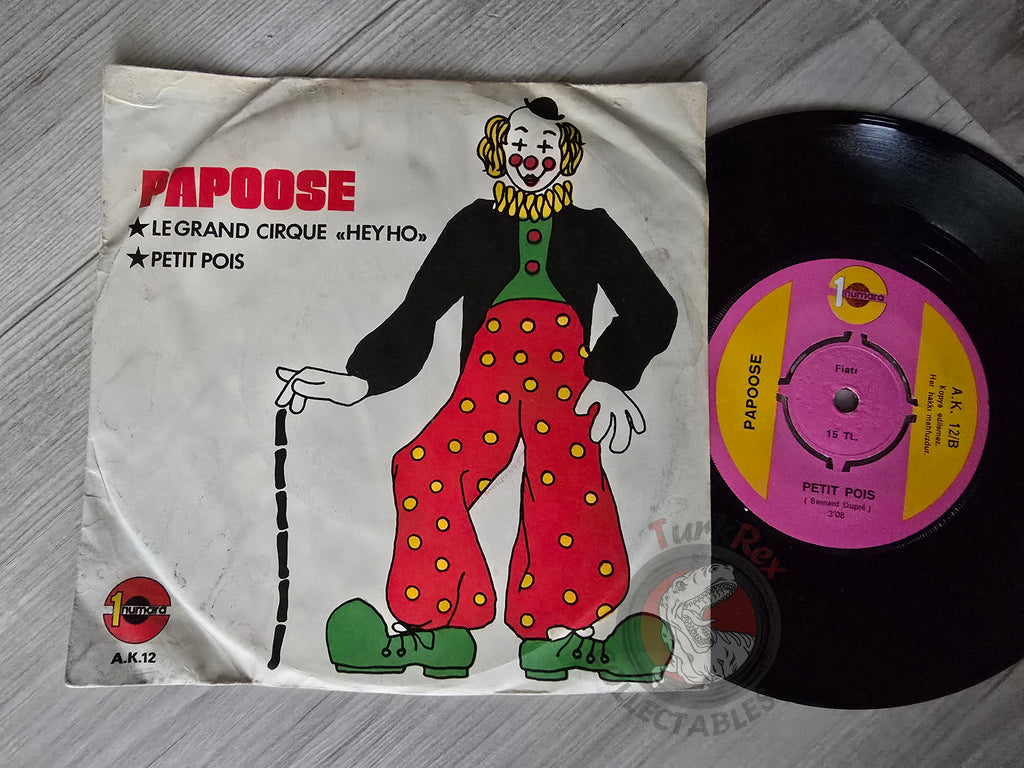 PAPOOSE
★ LE GRAND CIRQUE «HEY HO»
★ PETIT POIS
1 numara
A.K.12
1 numara
PAPOOSE
Fiatı
15 TL.
A.K. 12/B
Kopya edilemez.
Her hakkı mahfuzdur.
PETIT POIS
( Bernard Dupré )
3'08
TurkRex
LECTABLES